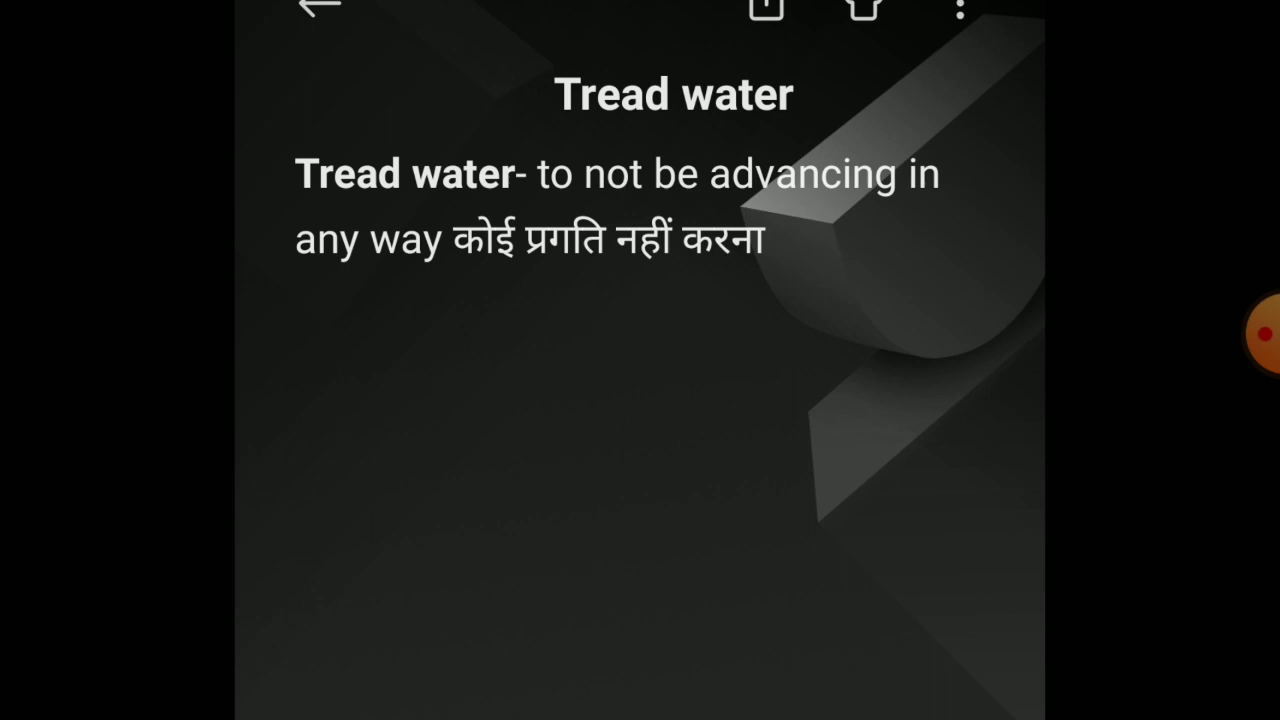 Tread water
Tread water- to not be advancing in
any way कोई प्रगति नहीं करना